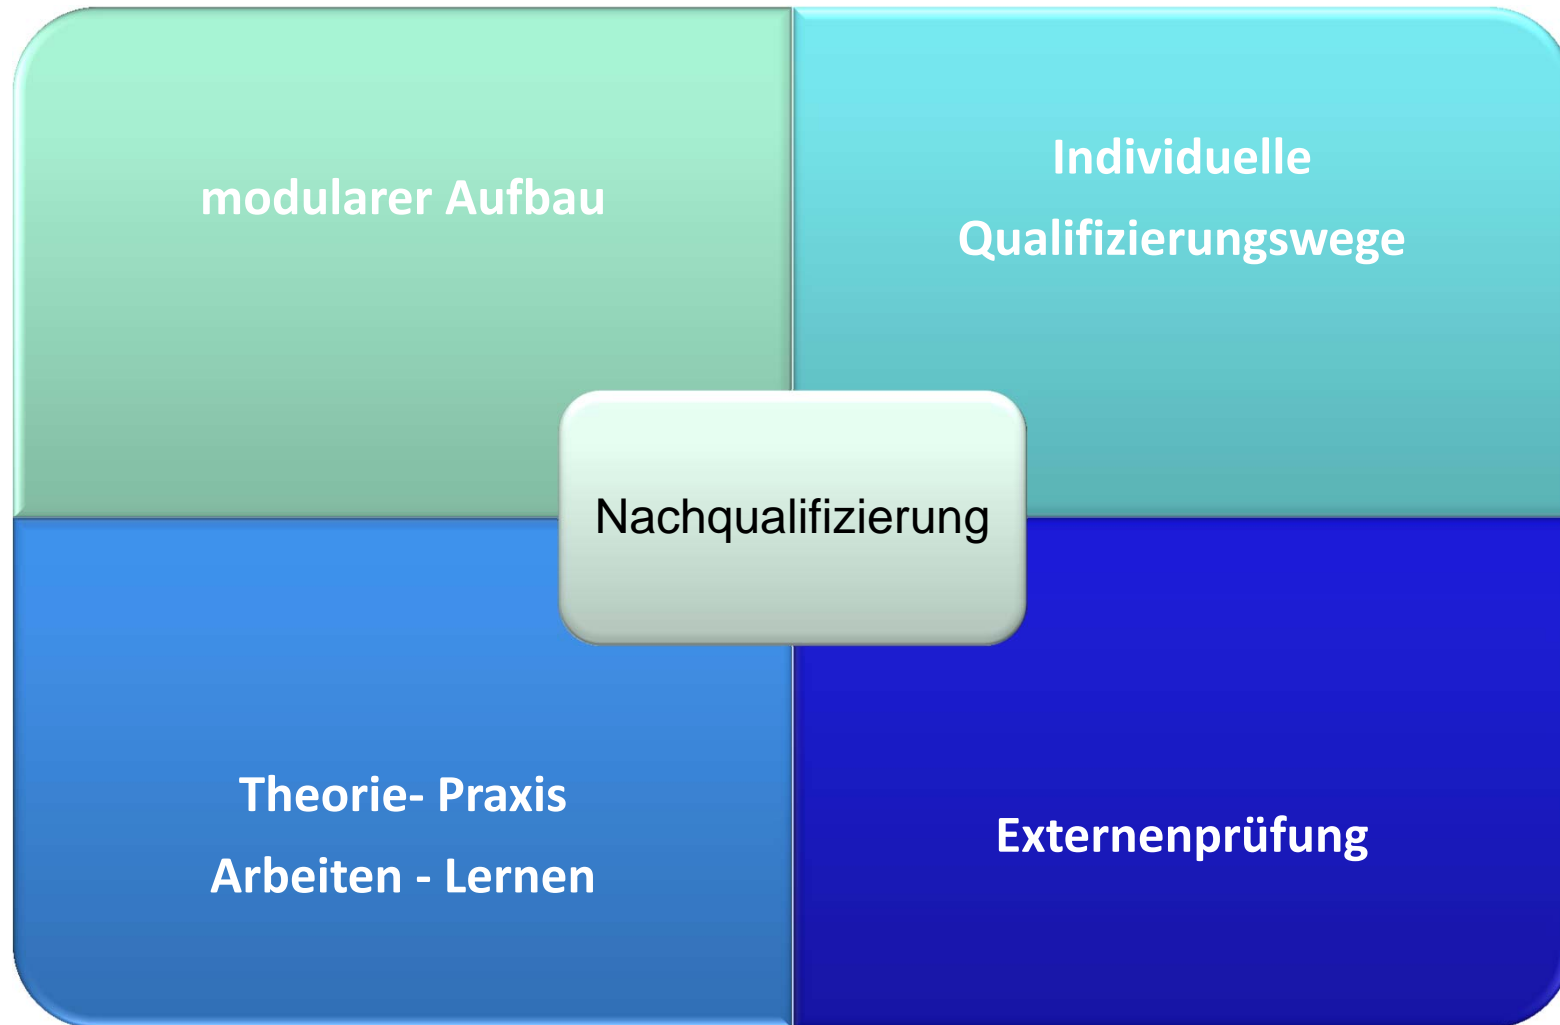 modularer Aufbau
Individuelle
Qualifizierungswege
Nachqualifizierung
Theorie- Praxis
Arbeiten - Lernen
Externenprüfung